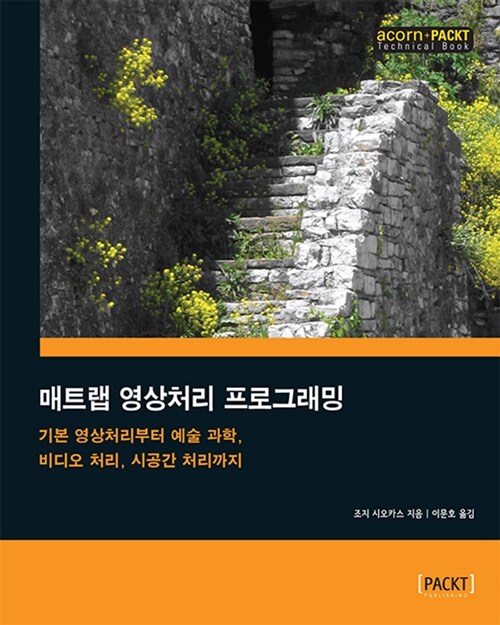 acorn+PACKT
Technical Book
매트랩 영상처리 프로그래밍
기본 영상처리부터 예술 과학,
비디오 처리, 시공간 처리까지
조지 시오카스 지음 | 이문호 옮김
[PACKT]
PUBLISHING